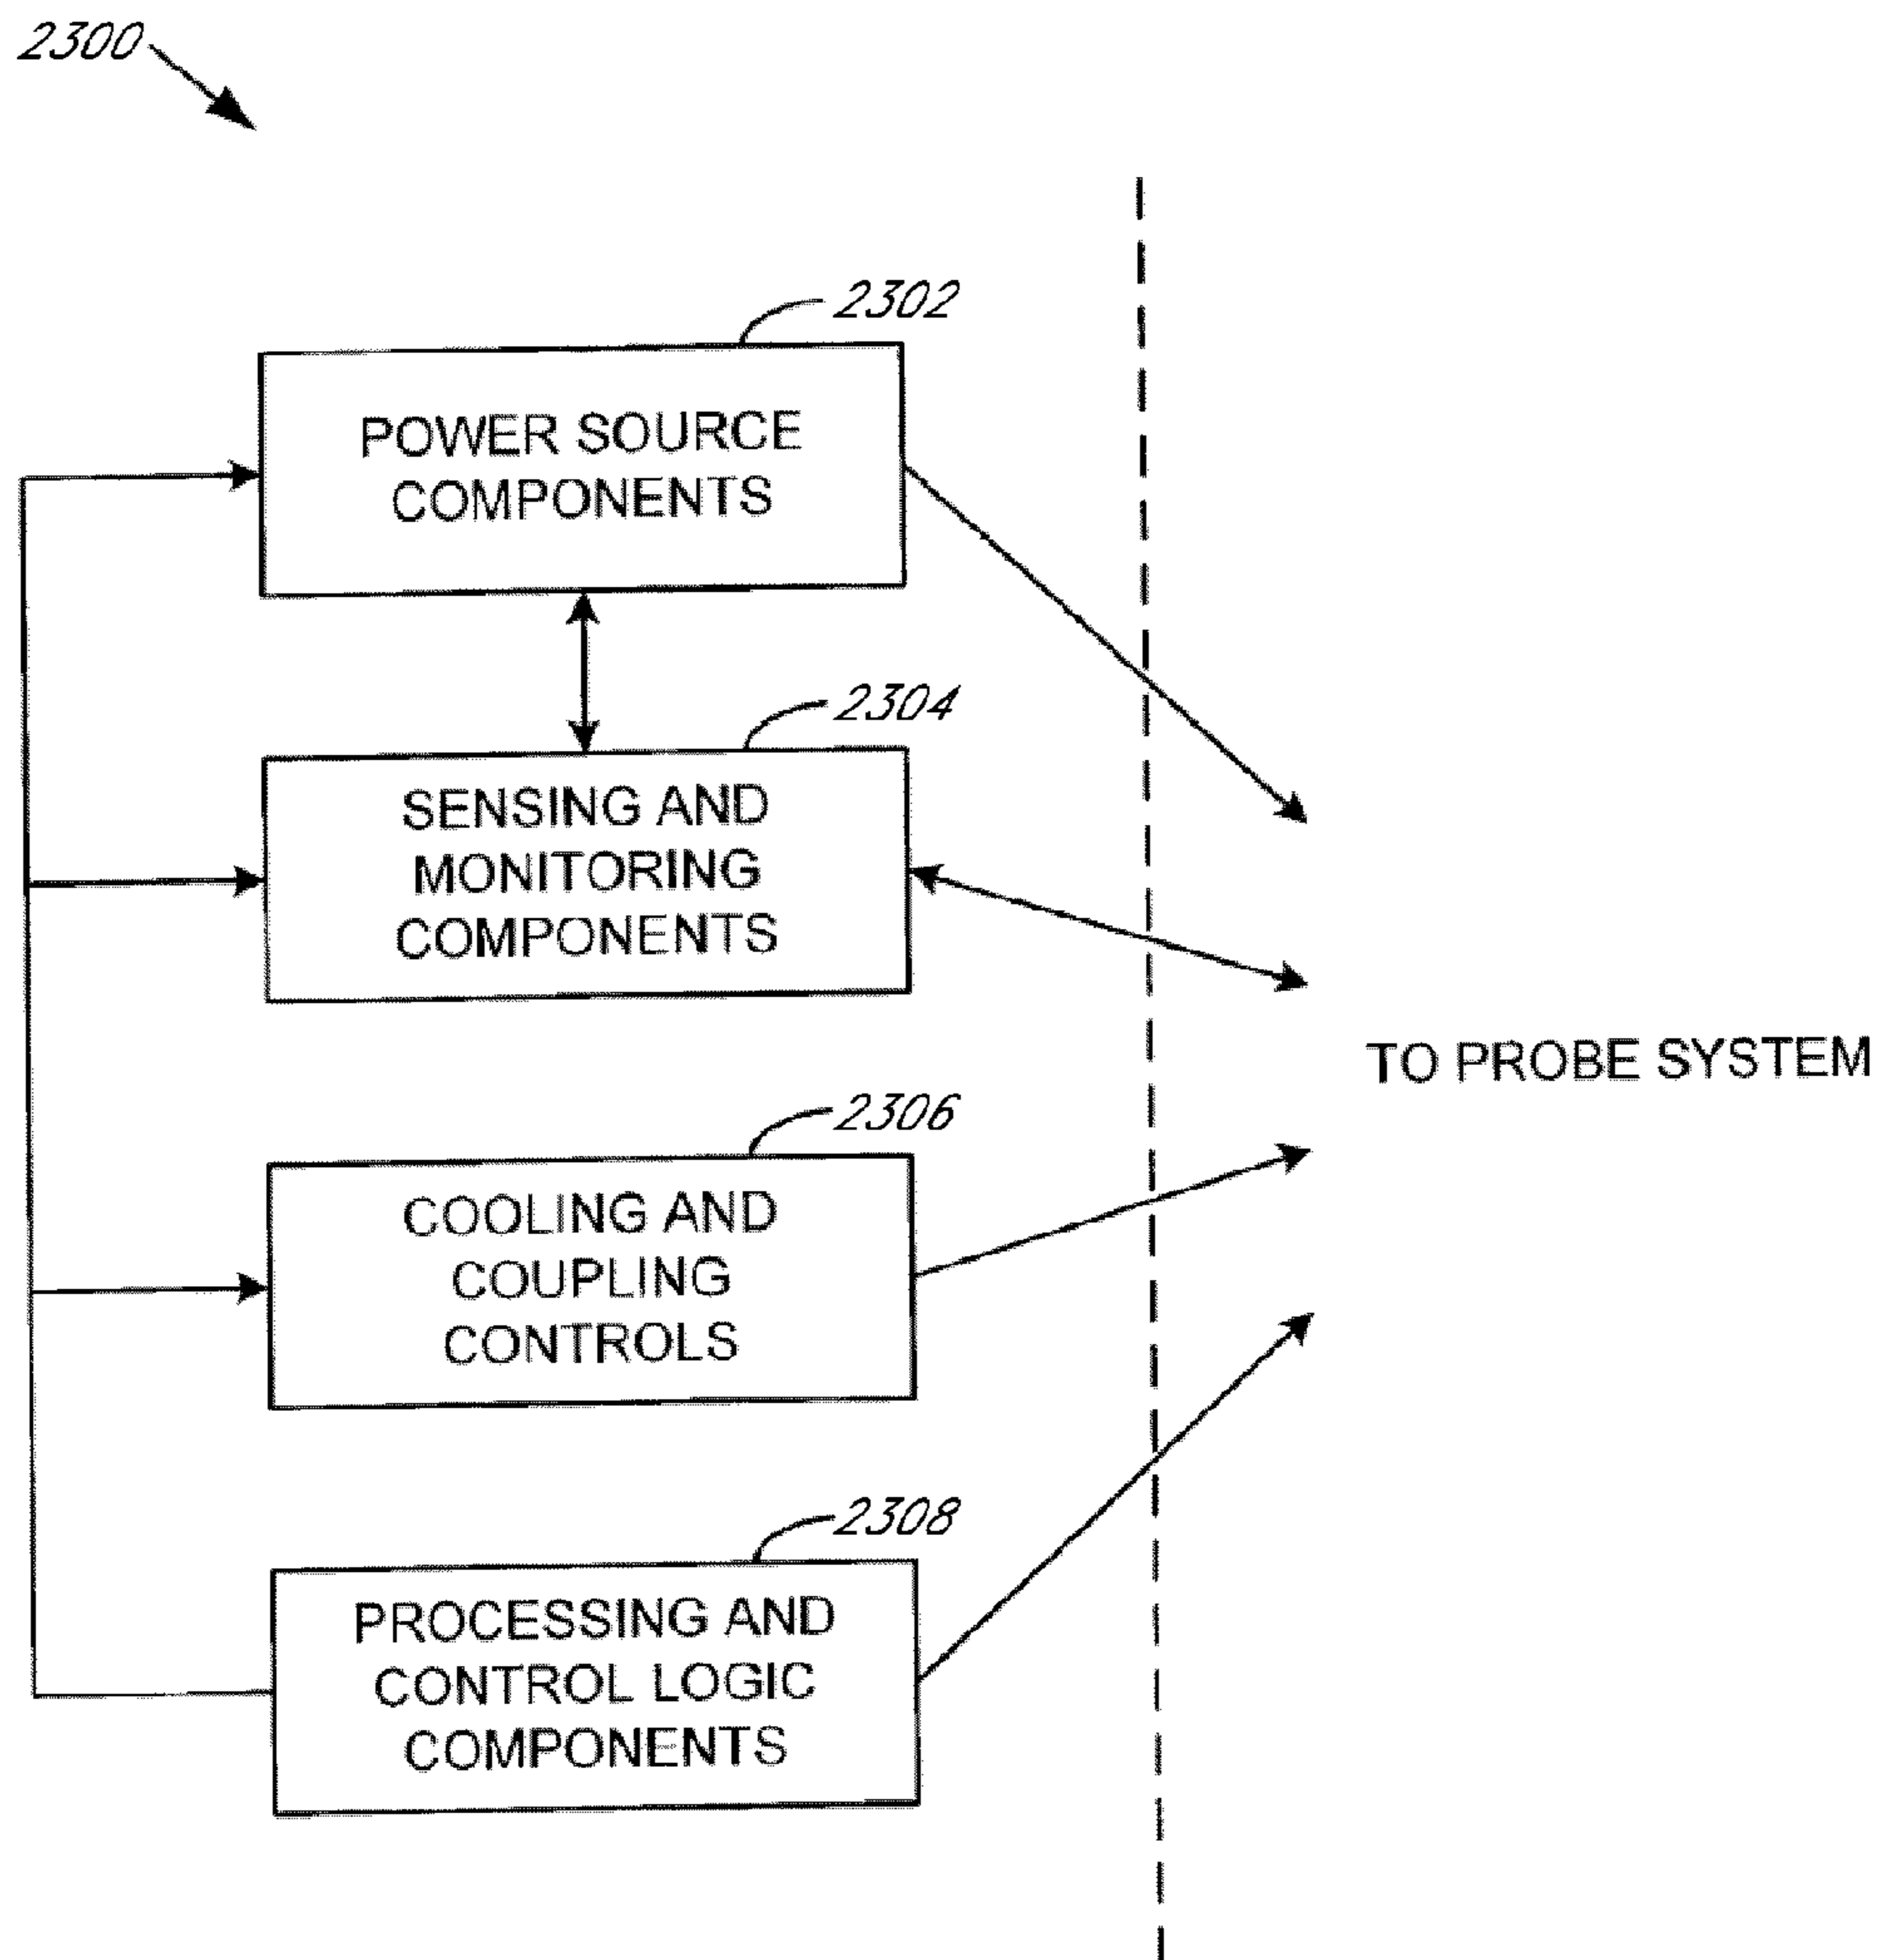 2300
2302
POWER SOURCE
COMPONENTS
2304
SENSING AND
MONITORING
COMPONENTS
TO PROBE SYSTEM
2306
COOLING AND
COUPLING
CONTROLS
2308
PROCESSING AND
CONTROL LOGIC
COMPONENTS